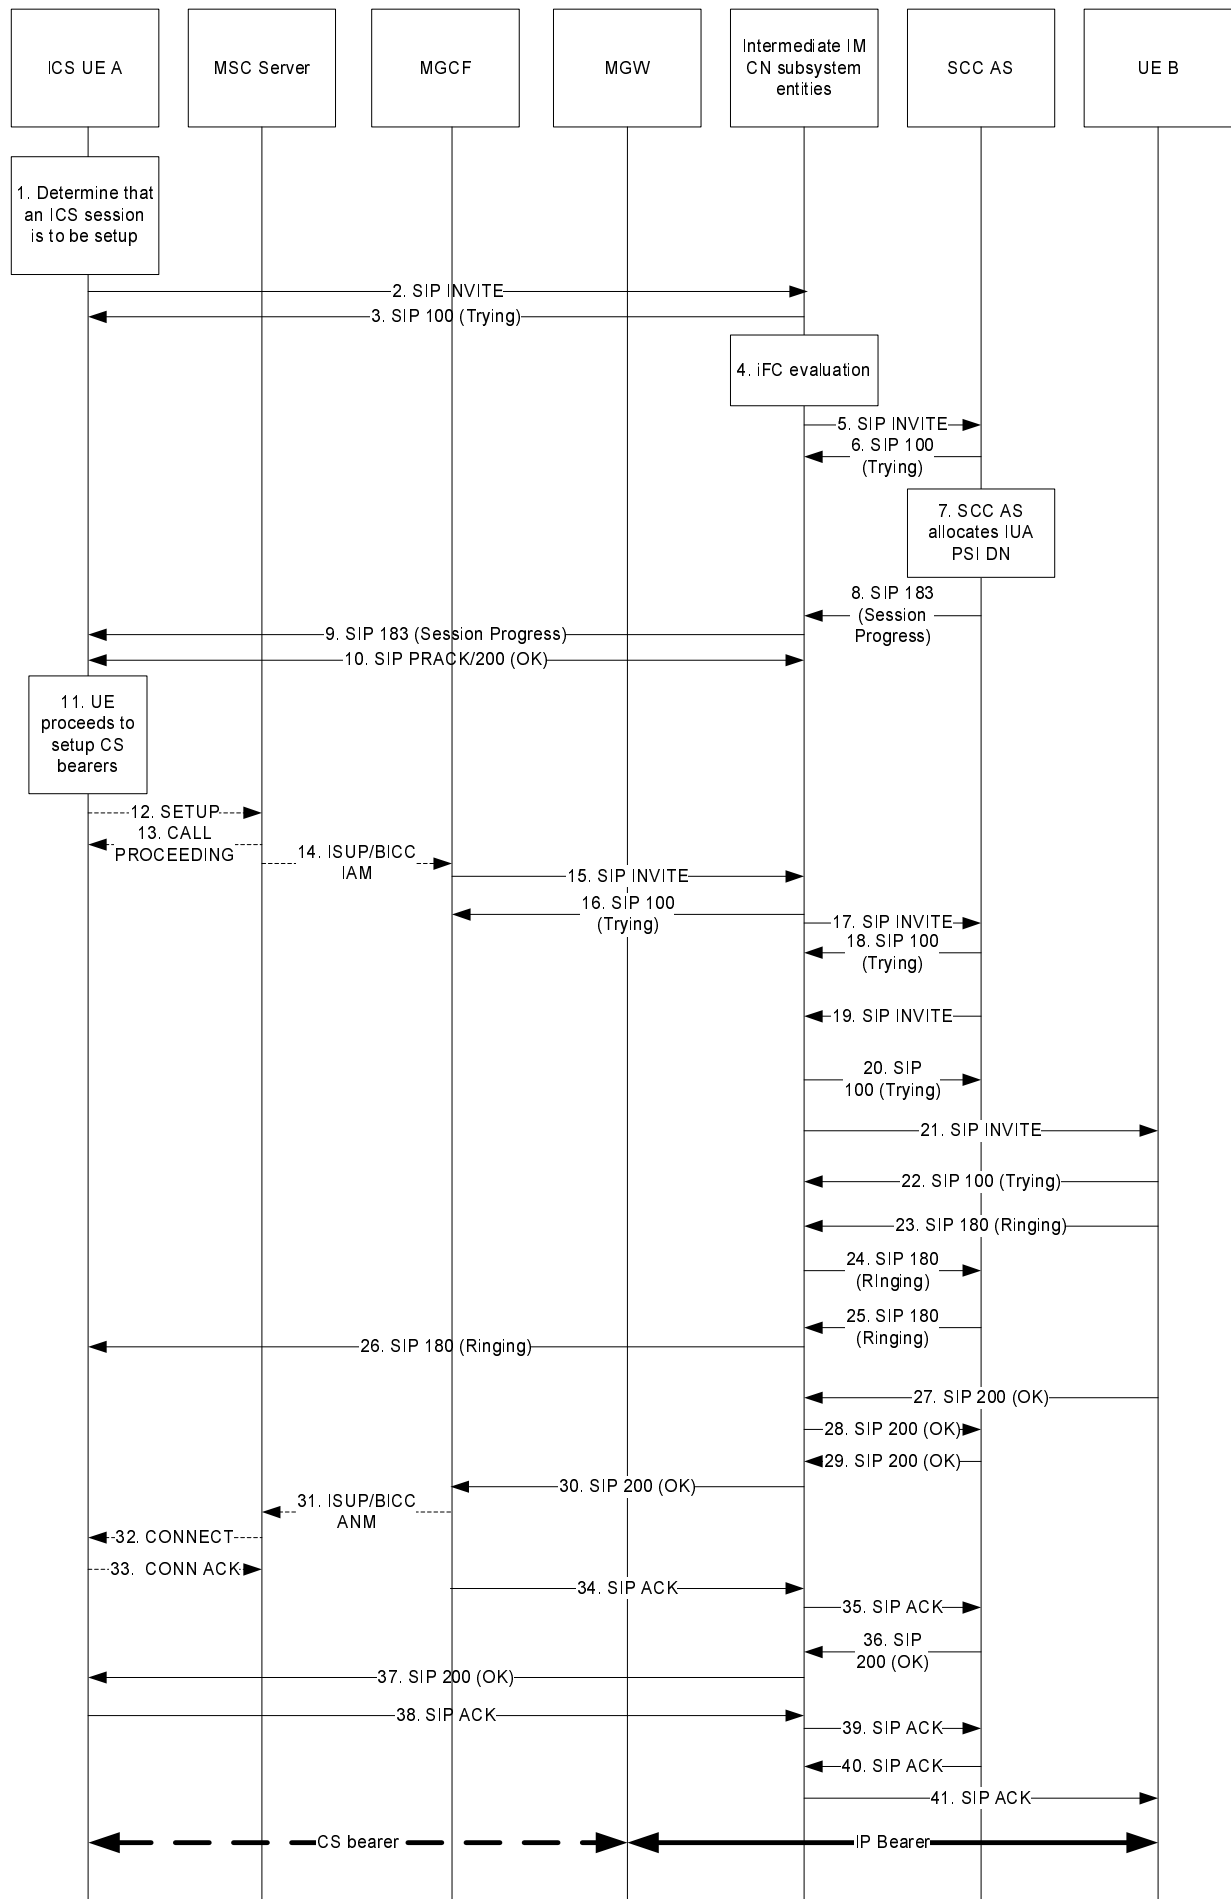 ICS UE A
MSC Server
MGCF
MGW
Intermediate IM
CN subsystem
entities
SCC AS
UE B
1. Determine that
an ICS session
is to be setup
2. SIP INVITE
3. SIP 100 (Trying)
4. iFC evaluation
5. SIP INVITE
6. SIP 100
(Trying)
7. SCC AS
allocates IUA
PSI DN
8. SIP 183
(Session
Progress)
9. SIP 183 (Session Progress)
10. SIP PRACK/200 (OK)
11. UE
proceeds to
setup CS
bearers
12. SETUP
13. CALL
PROCEEDING
14. ISUP/BICC
IAM
15. SIP INVITE
16. SIP 100
(Trying)
17. SIP INVITE
18. SIP 100
(Trying)
19. SIP INVITE
20. SIP
100 (Trying)
21. SIP INVITE
22. SIP 100 (Trying)
23. SIP 180 (Ringing)
24. SIP 180
(RInging)
25. SIP 180
(Ringing)
26. SIP 180 (Ringing)
27. SIP 200 (OK)
28. SIP 200 (OK)
29. SIP 200 (OK)
30. SIP 200 (OK)
31. ISUP/BICC
ANM
32. CONNECT
33. CONN ACK
34. SIP ACK
35. SIP ACK
36. SIP
200 (OK)
37. SIP 200 (OK)
38. SIP ACK
39. SIP ACK
40. SIP ACK
41. SIP ACK
CS bearer
IP Bearer